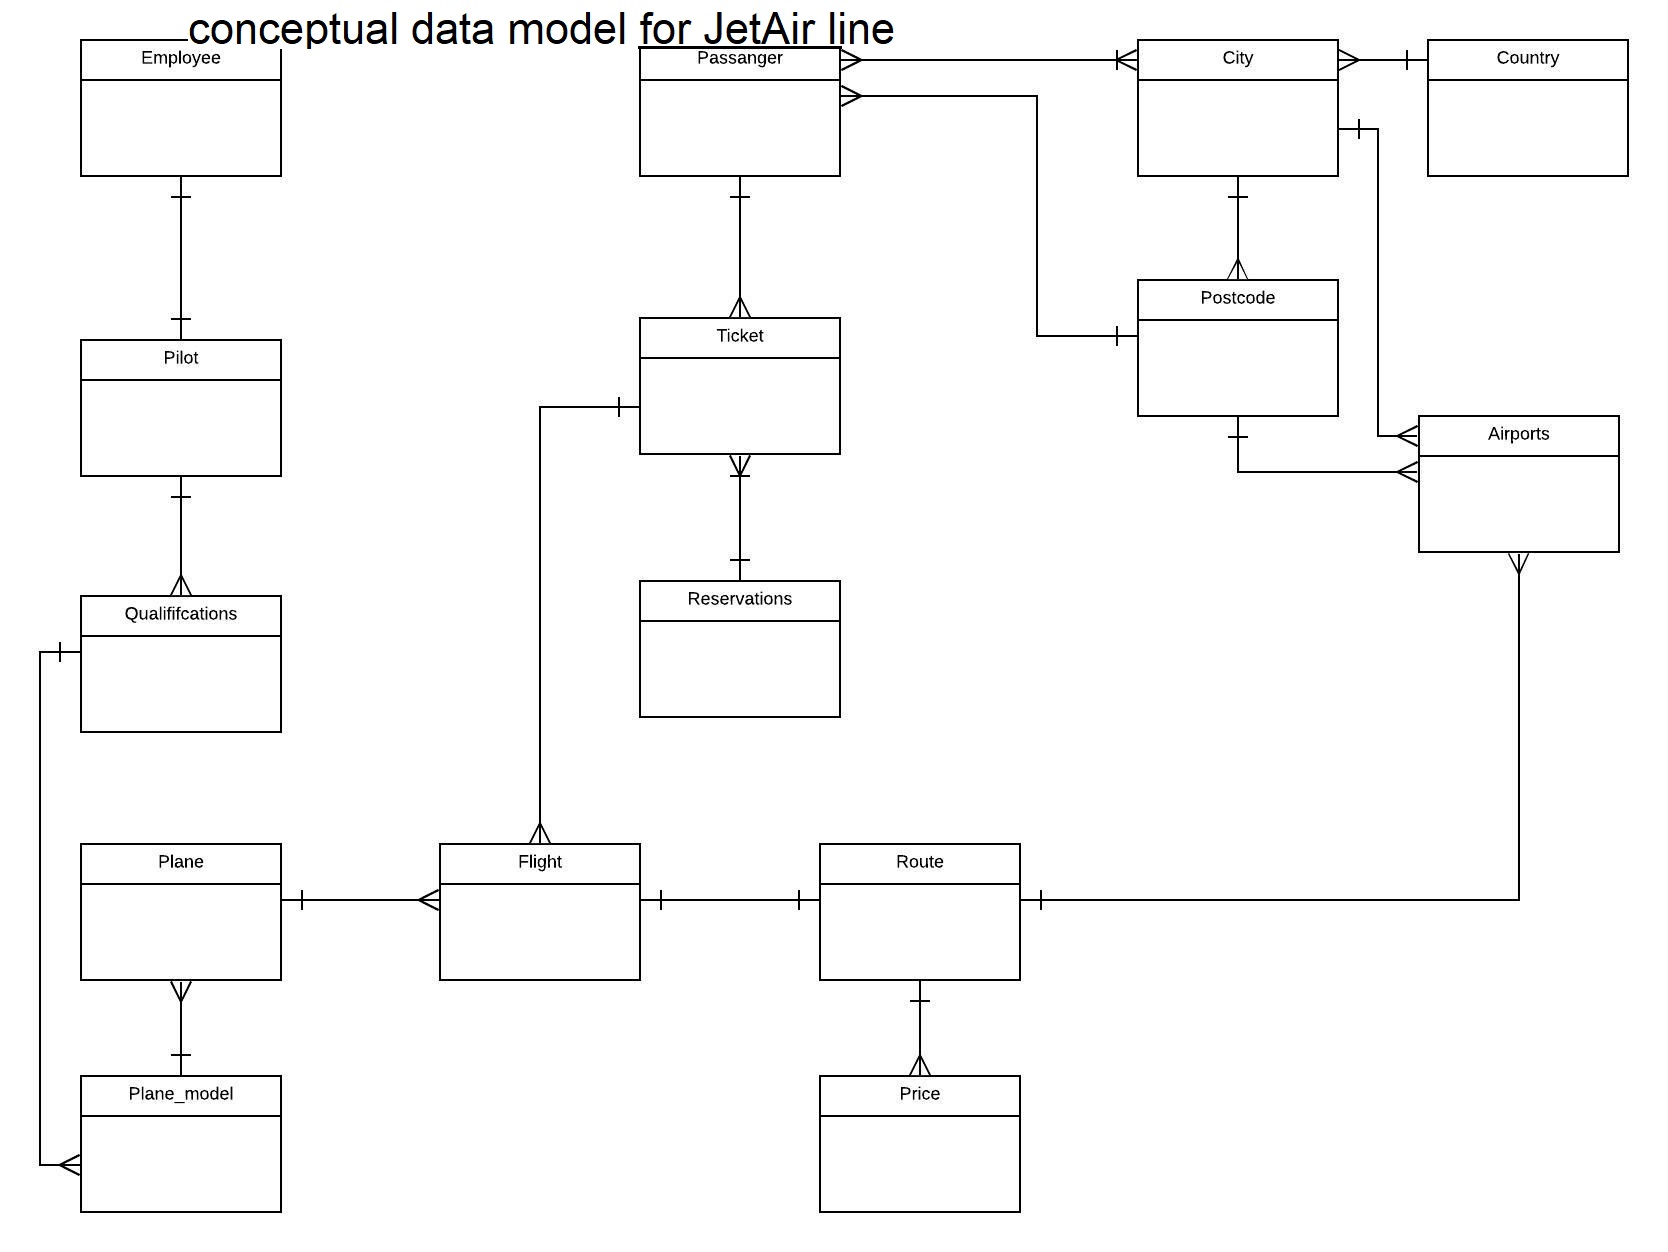 conceptual data model for JetAir line
Employee
Passanger
City
Country
Postcode
Ticket
Pilot
Airports
Reservations
Qualififcations
Plane
Flight
Route
Plane_model
Price